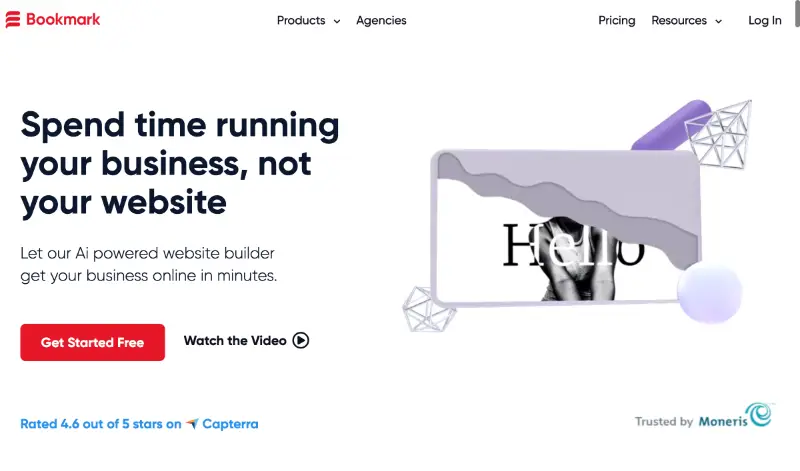 Bookmark
Products
Agencies
Pricing
Resources
Log In
Spend time running
your business, not
your website
Let our Ai powered website builder
get your business online in minutes.
Hello
Get Started Free
Watch the Video
Rated 4.6 out of 5 stars on Capterra
Trusted by Moneris